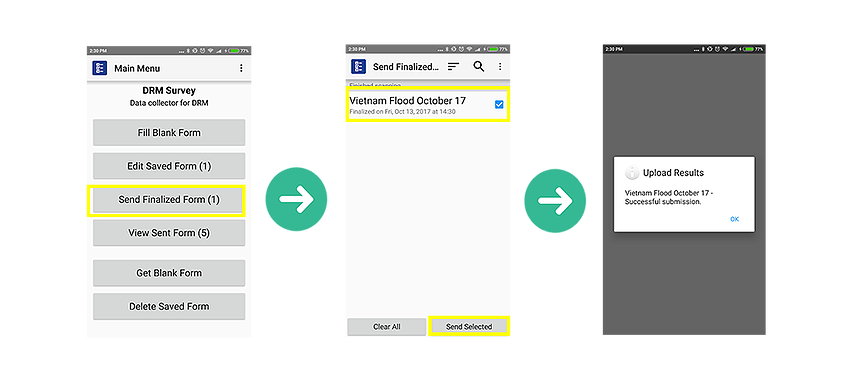 2:30 PM ... 77%
Main Menu
DRM Survey
Data collector for DRM
Fill Blank Form
Edit Saved Form (1)
Send Finalized Form (1)
View Sent Form (5)
Get Blank Form
Delete Saved Form
2:30 PM ... 77%
Send Finalized...
Finished scanning
Vietnam Flood October 17
Finalized on Fri, Oct 13, 2017 at 14:30
Clear All
Send Selected
2:30 PM ... 77%
Upload Results
Vietnam Flood October 17 -
Successful submission.
OK